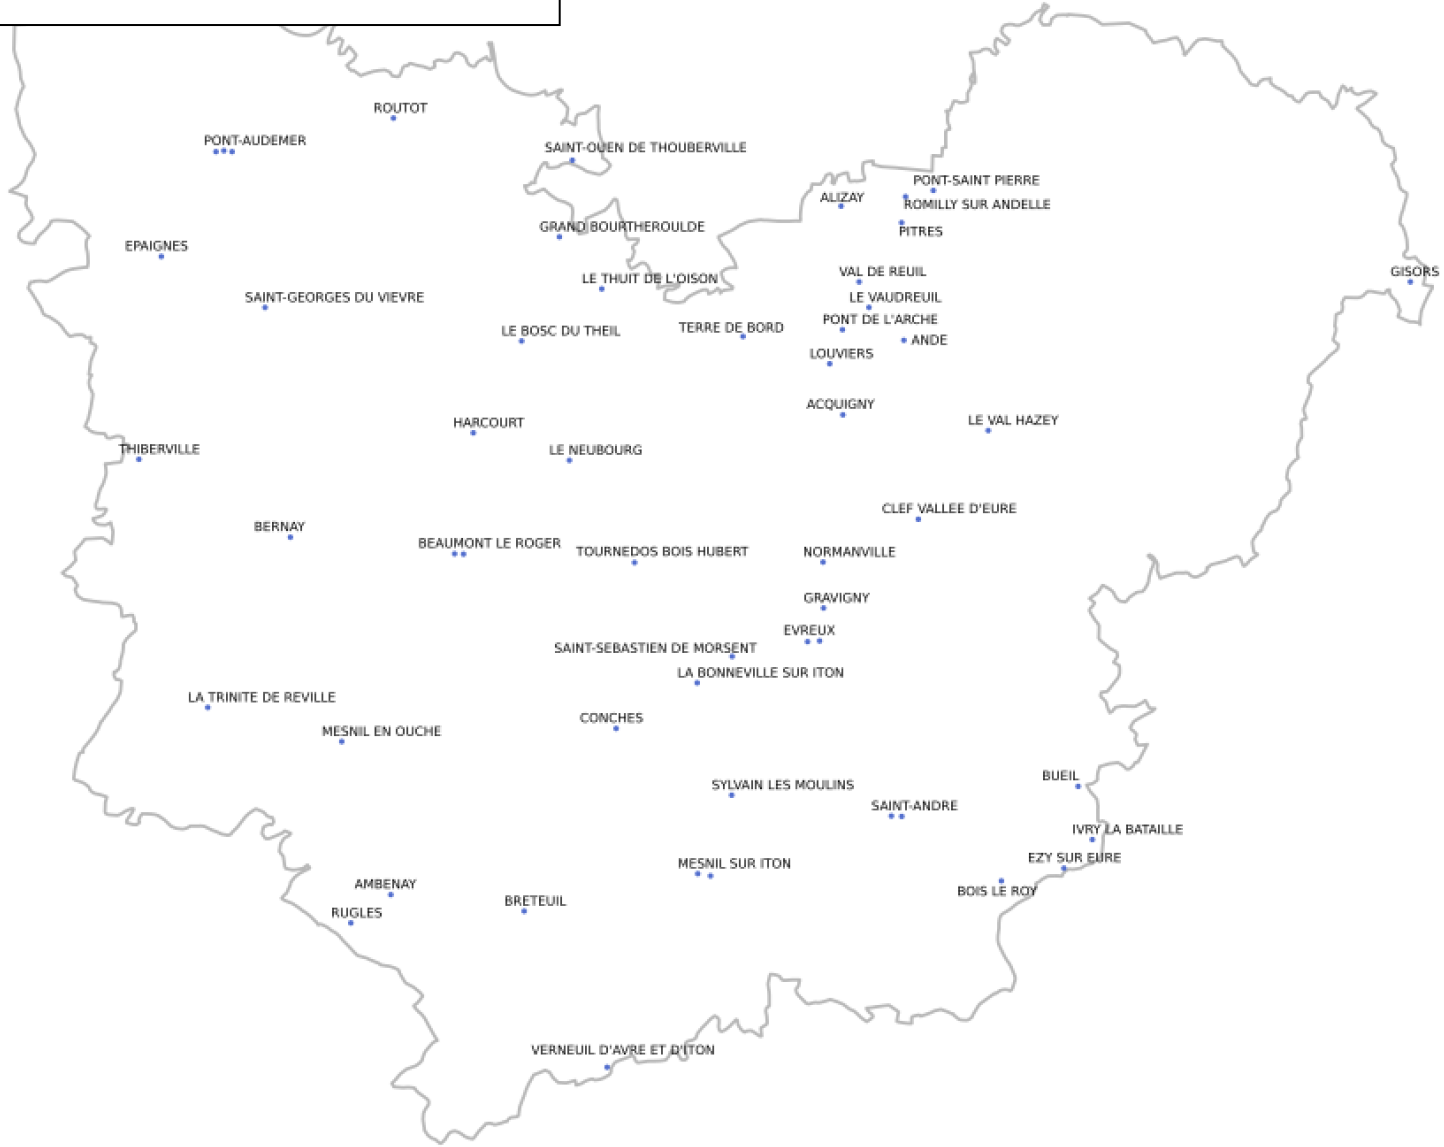 ROUTOT
PONT-AUDEMER
SAINT-OUEN DE THOUBERVILLE
PONT-SAINT PIERRE
ALIZAY
ROMILLY SUR ANDELLE
GRAND BOURTHEROULDE
PITRES
EPAIGNES
VAL DE REUIL
GISORS
LE THUIT DE L'OISON
SAINT-GEORGES DU VIEVRE
LE VAUDREUIL
PONT DE L'ARCHE
TERRE DE BORD
LE BOSC DU THEIL
ANDE
LOUVIERS
ACQUIGNY
LE VAL HAZEY
HARCOURT
THIBERVILLE
LE NEUBOURG
CLEF VALLEE D'EURE
BERNAY
BEAUMONT LE ROGER
TOURNEDOS BOIS HUBERT
NORMANVILLE
GRAVIGNY
EVREUX
SAINT-SEBASTIEN DE MORSENT
LA BONNEVILLE SUR ITON
LA TRINITE DE REVILLE
CONCHES
MESNIL EN OUCHE
BUEIL
SYLVAIN LES MOULINS
SAINT-ANDRE
IVRY LA BATAILLE
EZY SUR EURE
MESNIL SUR ITON
AMBENAY
BOIS LE ROY
BRETEUIL
RUGLES
VERNEUIL D'AVRE ET D'ITON